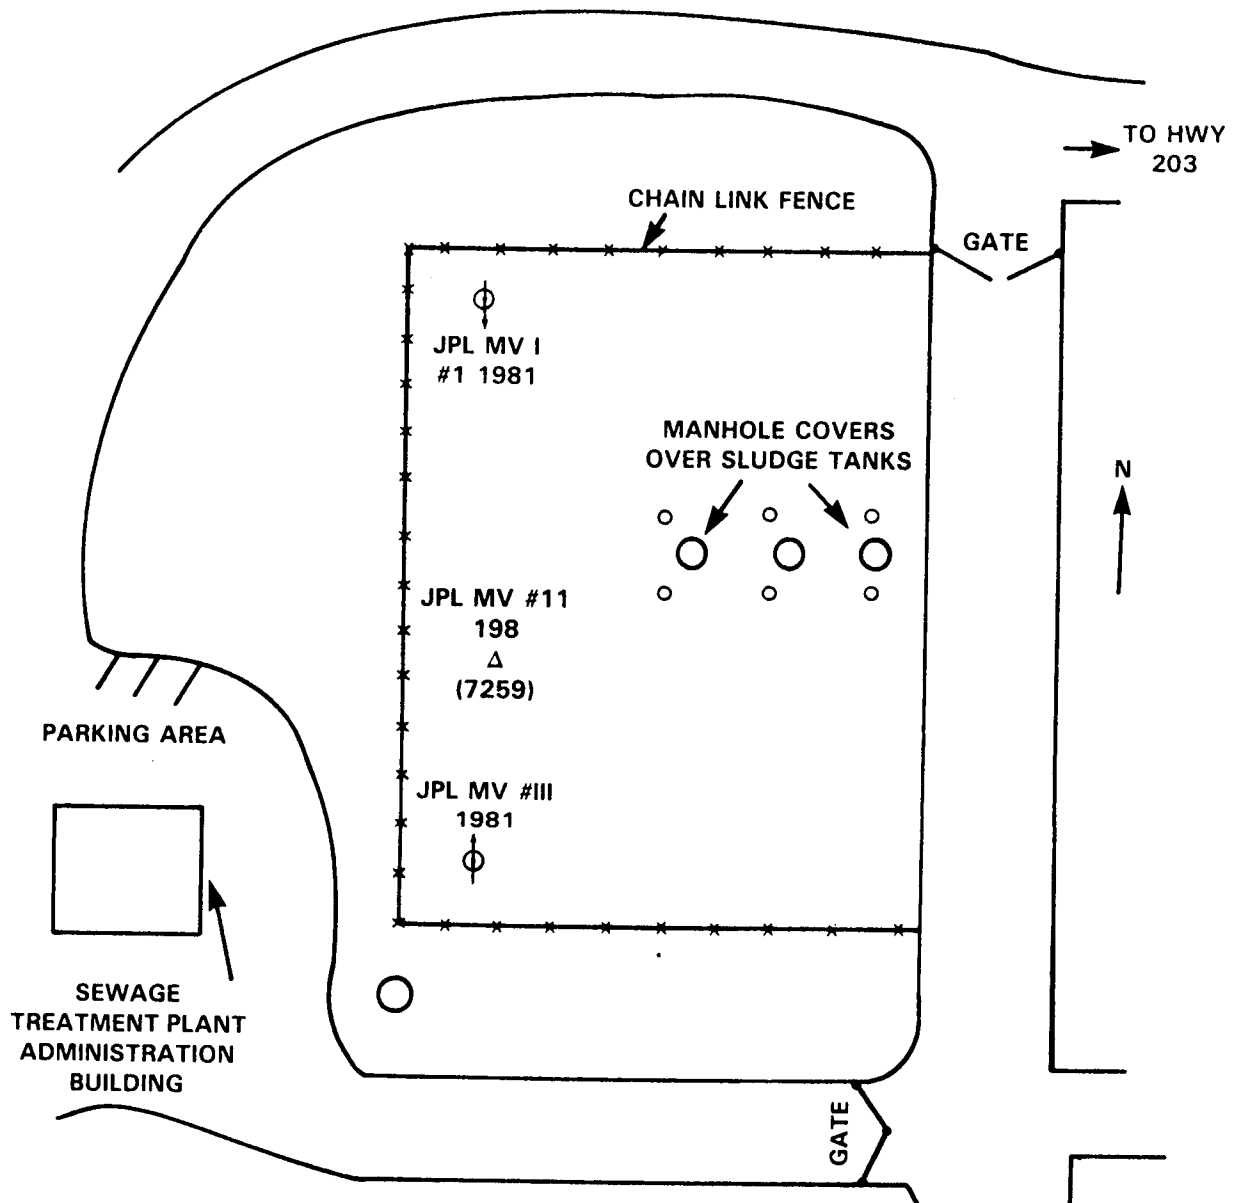 TO HWY
203
CHAIN LINK FENCE
GATE
JPL MV I
#1 1981
MANHOLE COVERS
OVER SLUDGE TANKS
N
JPL MV #11
198
Δ
(7259)
PARKING AREA
JPL MV #III
1981
SEWAGE
TREATMENT PLANT
ADMINISTRATION
BUILDING
GATE